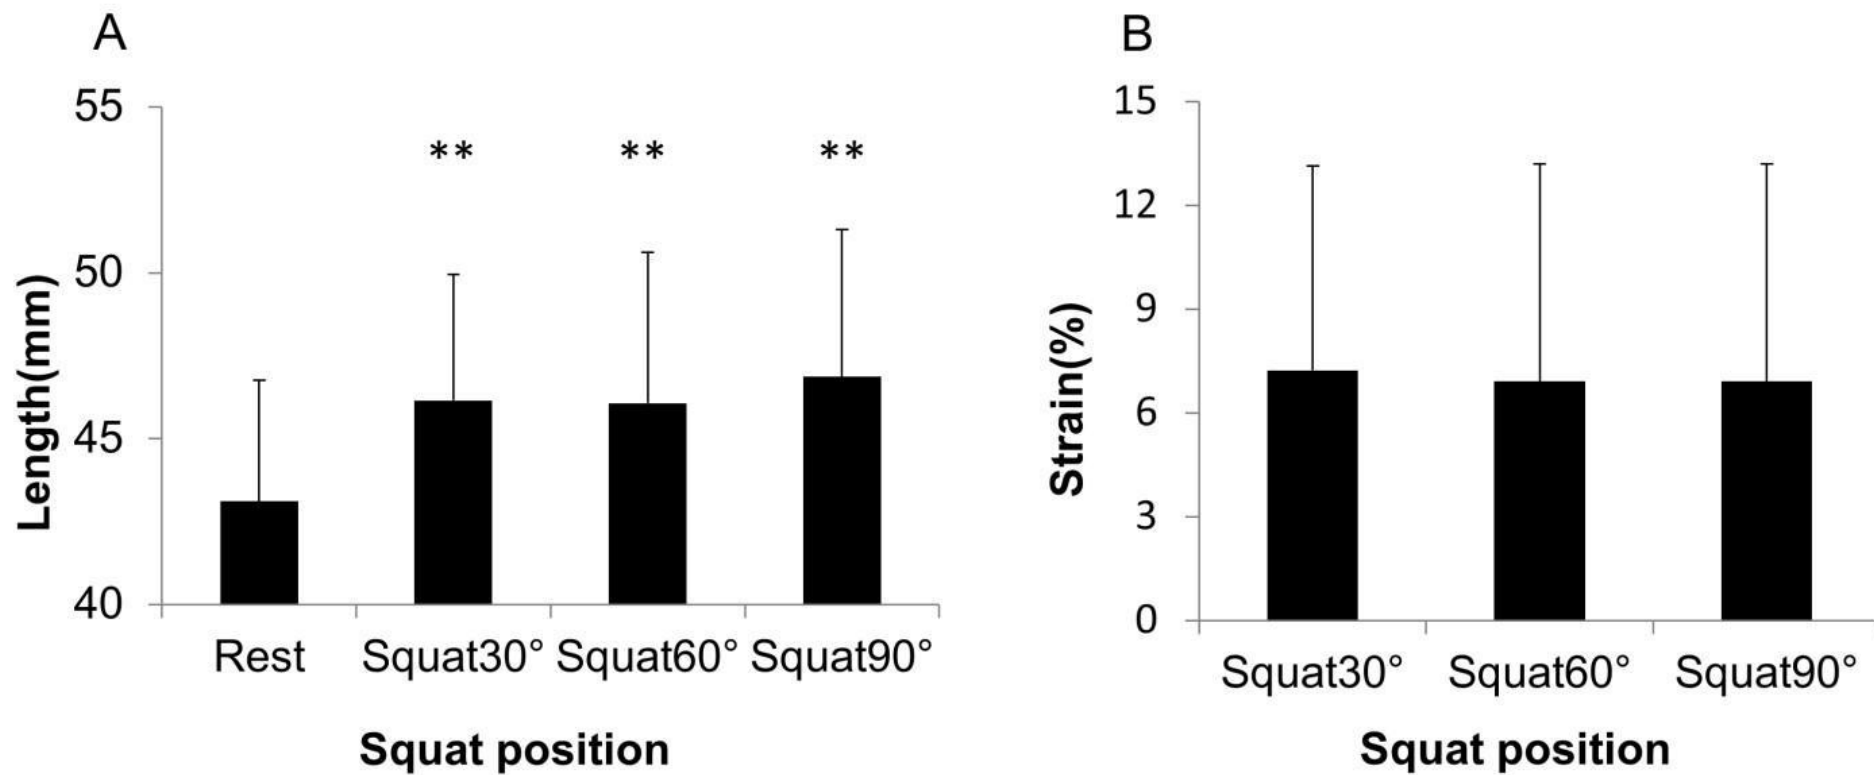 A
55
50
45
40
Length(mm)
** ** **
Rest Squat30° Squat60° Squat90°
Squat position
B
15
12
9
6
3
0
Strain(%)
Squat30° Squat60° Squat90°
Squat position